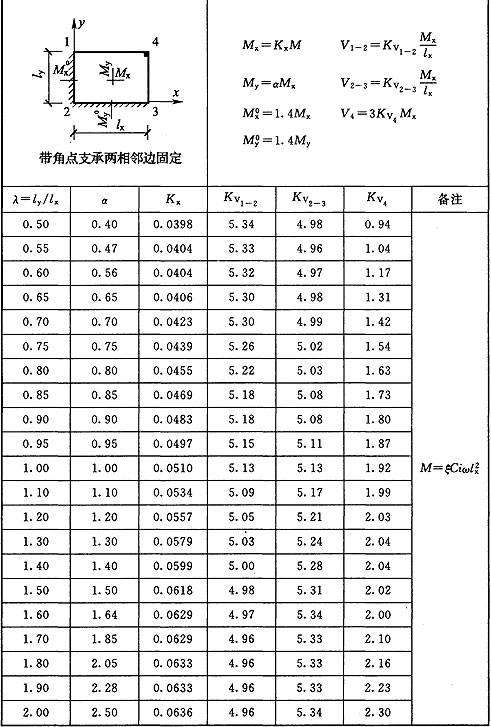 y
1 4
l_y M_x^0 M_y M_x
x
2 M_y^0 3
l_x
带角点支承两相邻边固定
M_x=K_xM V_{1-2}=K_{V_{1-2}} M_x/l_x
M_y=αM_x V_{2-3}=K_{V_{2-3}} M_x/l_x
M_x^0=1.4M_x V_4=3K_{V_4}M_x
M_y^0=1.4M_y
λ=l_y/l_x α K_x K_{V_{1-2}} K_{V_{2-3}} K_{V_4} 备注
0.50 0.40 0.0398 5.34 4.98 0.94
0.55 0.47 0.0404 5.33 4.96 1.04
0.60 0.56 0.0404 5.32 4.97 1.17
0.65 0.65 0.0406 5.30 4.98 1.31
0.70 0.70 0.0423 5.30 4.99 1.42
0.75 0.75 0.0439 5.26 5.02 1.54
0.80 0.80 0.0455 5.22 5.03 1.63
0.85 0.85 0.0469 5.18 5.08 1.73
0.90 0.90 0.0483 5.18 5.08 1.80
0.95 0.95 0.0497 5.15 5.11 1.87
1.00 1.00 0.0510 5.13 5.13 1.92 M=ξCiωl_x^2
1.10 1.10 0.0534 5.09 5.17 1.99
1.20 1.20 0.0557 5.05 5.21 2.03
1.30 1.30 0.0579 5.03 5.24 2.04
1.40 1.40 0.0599 5.00 5.28 2.04
1.50 1.50 0.0618 4.98 5.31 2.02
1.60 1.64 0.0629 4.97 5.34 2.00
1.70 1.85 0.0629 4.96 5.33 2.10
1.80 2.05 0.0633 4.96 5.33 2.16
1.90 2.28 0.0633 4.96 5.33 2.23
2.00 2.50 0.0636 4.96 5.34 2.30